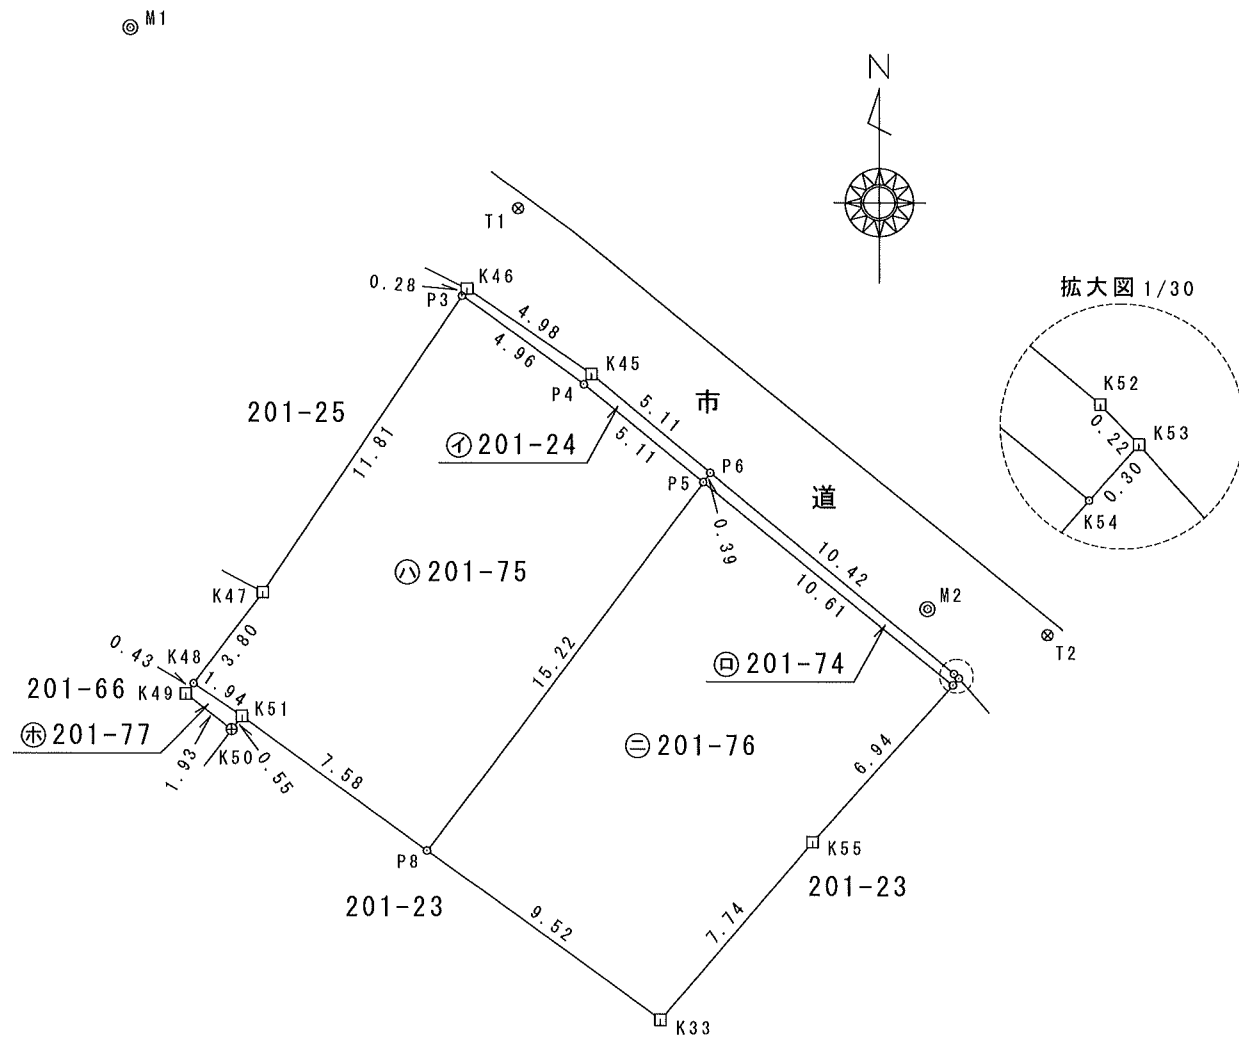 M1
N
T1
拡大図 1/30
K46
0.28
P3
4.98
4.96
K45
P4
5.11
市
201-25
11.81
㋑201-24
5.11
P6
P5
道
0.39
10.42
10.61
K52
0.22
K53
0.30
K54
㋩201-75
K47
M2
T2
0.43
K48
3.80
15.22
㋺201-74
201-66
K49
1.94
K51
㋭201-77
K50
1.93
0.55
7.58
㊁201-76
6.94
P8
K55
201-23
201-23
9.52
7.74
K33